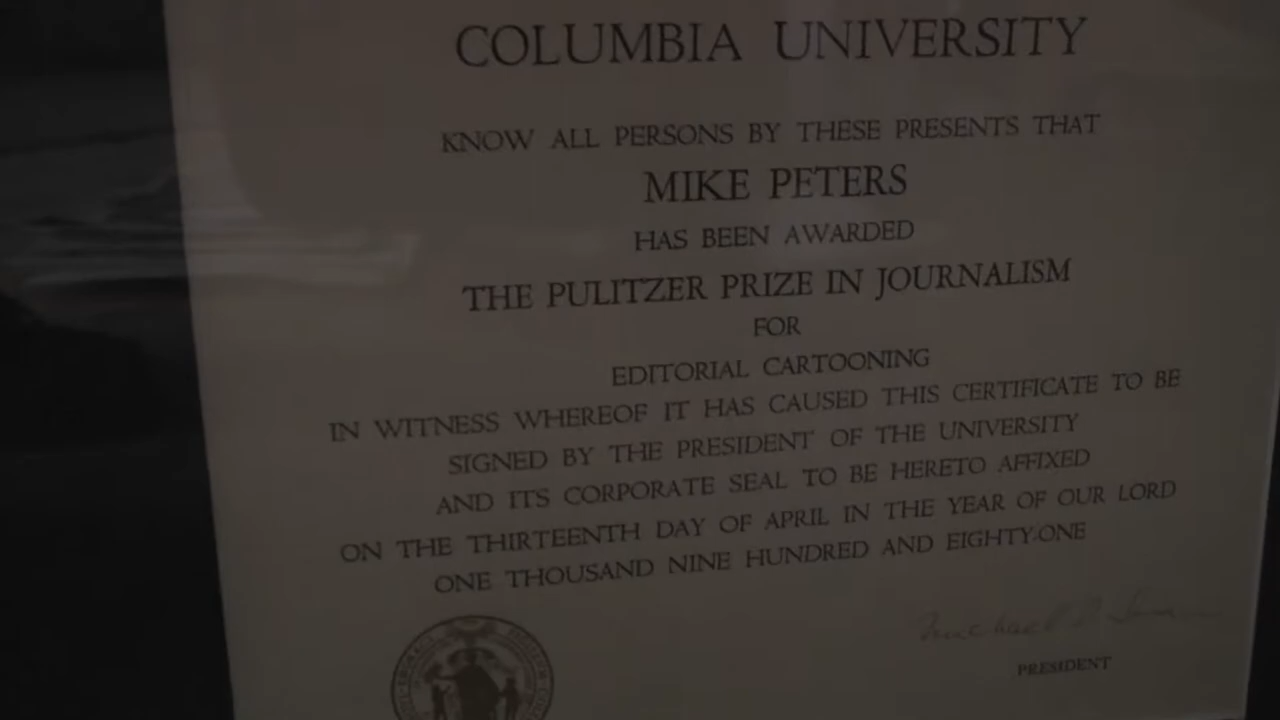 COLUMBIA UNIVERSITY
KNOW ALL PERSONS BY THESE PRESENTS THAT
MIKE PETERS
HAS BEEN AWARDED
THE PULITZER PRIZE IN JOURNALISM
FOR
EDITORIAL CARTOONING
IN WITNESS WHEREOF IT HAS CAUSED THIS CERTIFICATE TO BE
SIGNED BY THE PRESIDENT OF THE UNIVERSITY
AND ITS CORPORATE SEAL TO BE HERETO AFFIXED
ON THE THIRTEENTH DAY OF APRIL IN THE YEAR OF OUR LORD
ONE THOUSAND NINE HUNDRED AND EIGHTY-ONE
Michael
PRESIDENT